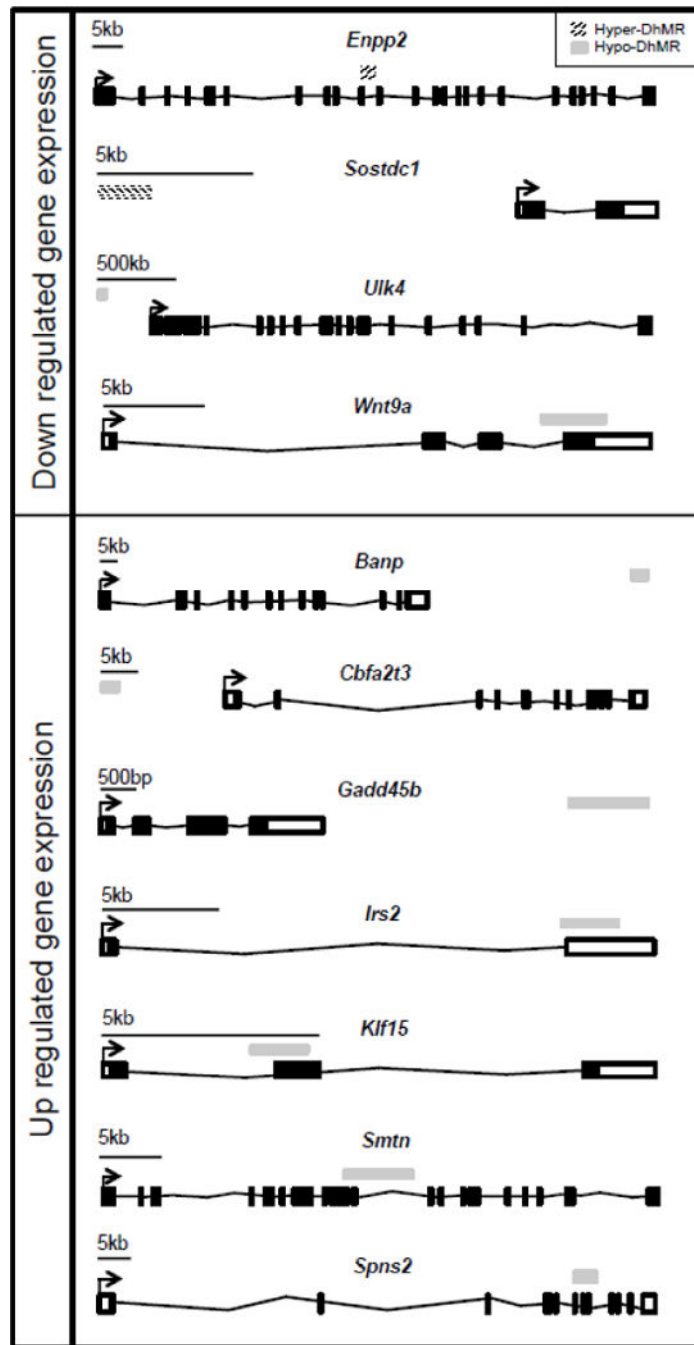 Hyper-DhMR
Hypo-DhMR
Down regulated gene expression
5kb
Enpp2
5kb
Sostdc1
500kb
Ulk4
5kb
Wnt9a
Up regulated gene expression
5kb
Banp
5kb
Cbfa2t3
500bp
Gadd45b
5kb
Irs2
5kb
Klf15
5kb
Smtn
5kb
Spns2